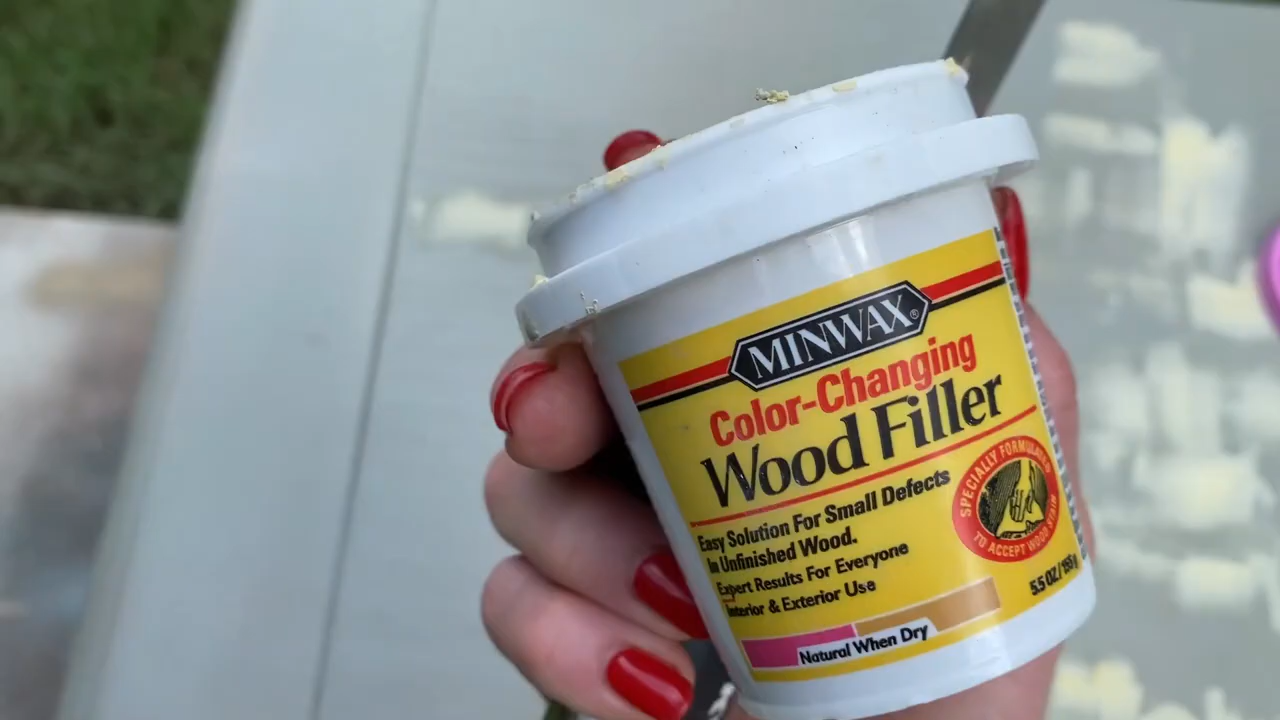 MINWAX®
Color-Changing
Wood Filler
Easy Solution For Small Defects
In Unfinished Wood.
Expert Results For Everyone
Interior & Exterior Use
SPECIALLY FORMULATED
TO ACCEPT WOOD STAIN
5.5 OZ/155g
Natural When Dry